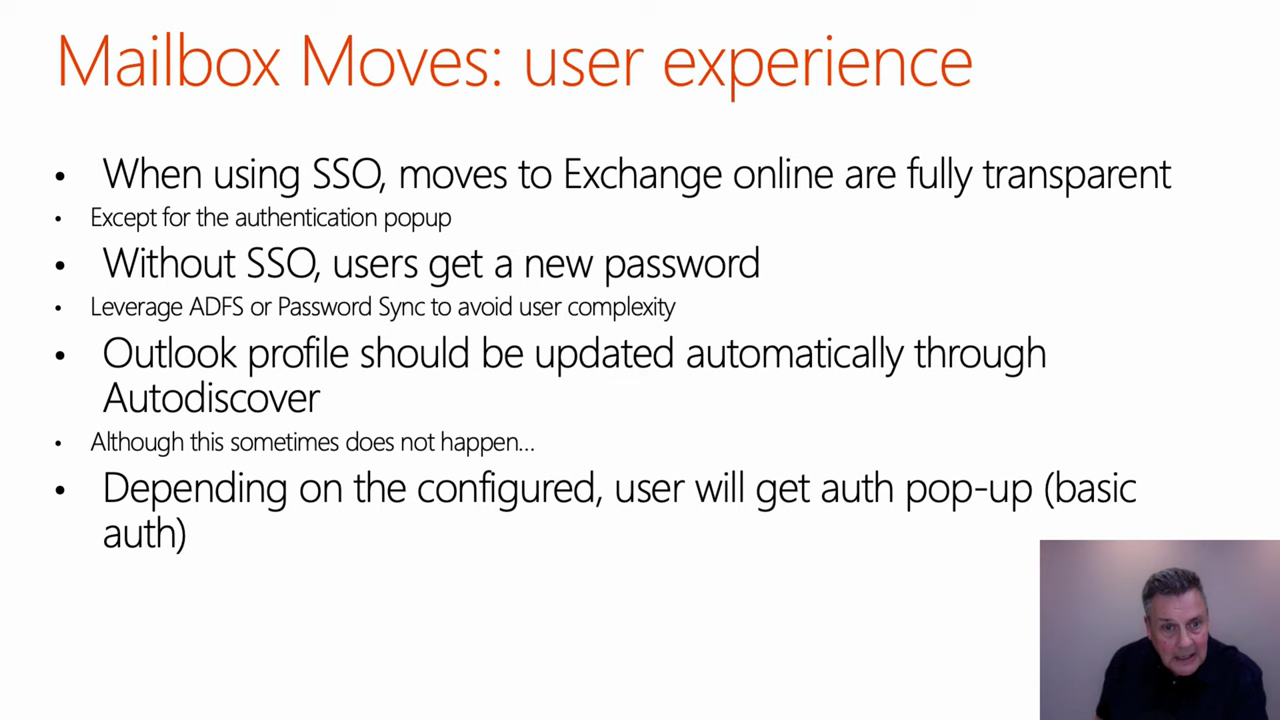 Mailbox Moves: user experience
• When using SSO, moves to Exchange online are fully transparent
• Except for the authentication popup
• Without SSO, users get a new password
• Leverage ADFS or Password Sync to avoid user complexity
• Outlook profile should be updated automatically through
Autodiscover
• Although this sometimes does not happen...
• Depending on the configured, user will get auth pop-up (basic
auth)